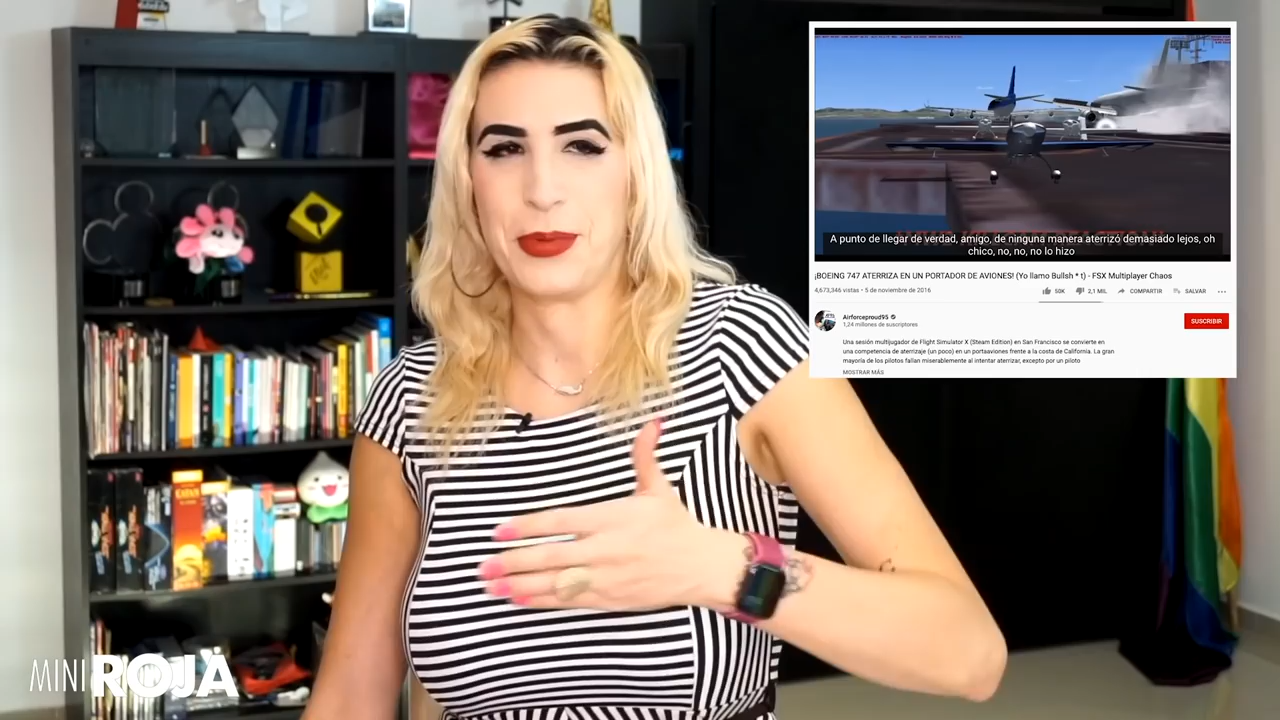 A punto de llegar de verdad, amigo, de ninguna manera aterrizó demasiado lejos, oh
chico, no, no, no lo hizo
¡BOEING 747 ATERRIZA EN UN PORTADOR DE AVIONES! (Yo llamo Bullsh * t) - FSX Multiplayer Chaos
4,673,346 vistas • 5 de noviembre de 2016
50K
2,1 MIL
COMPARTIR
SALVAR
Airforceproud95
1,24 millones de suscriptores
SUSCRIBIR
Una sesión multijugador de Flight Simulator X (Steam Edition) en San Francisco se convierte en
una competencia de aterrizaje (un poco) en un portaaviones frente a la costa de California. La gran
mayoría de los pilotos fallan miserablemente al intentar aterrizar, excepto por un piloto
MOSTRAR MÁS
MINI ROJA